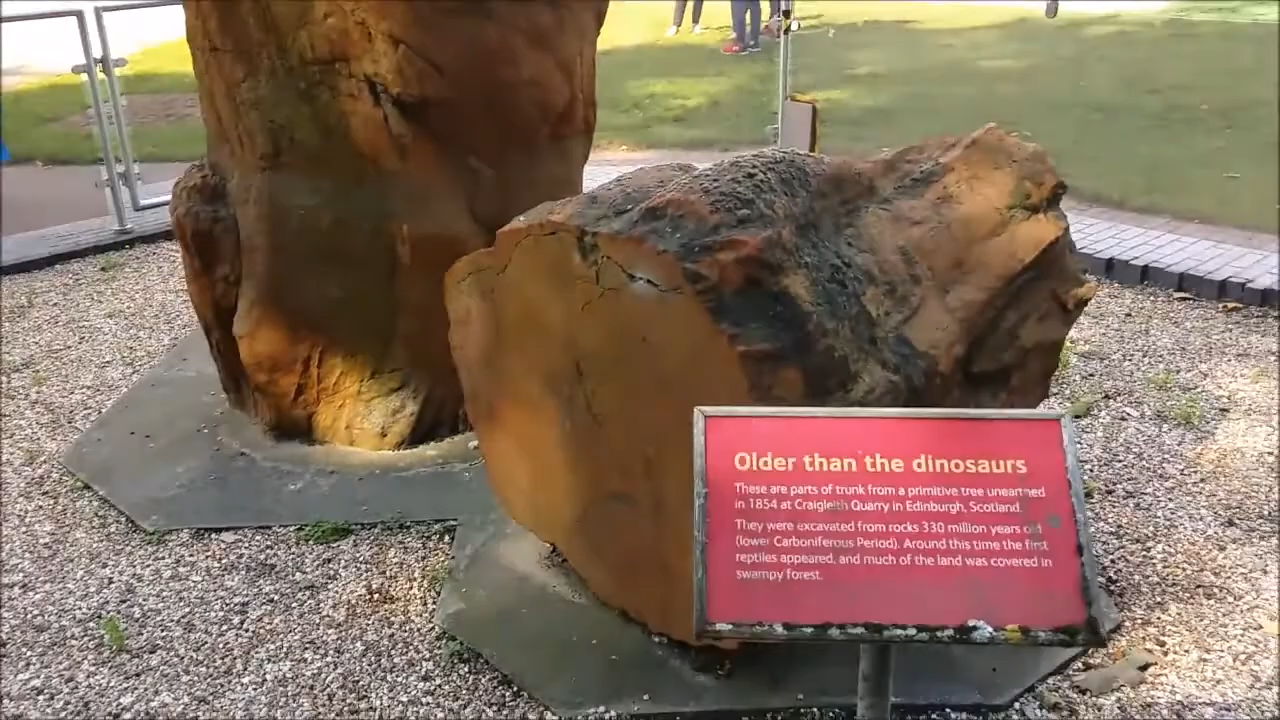 Older than the dinosaurs
These are parts of trunk from a primitive tree unearthed
in 1854 at Craigleith Quarry in Edinburgh, Scotland.
They were excavated from rocks 330 million years old
(lower Carboniferous Period). Around this time the first
reptiles appeared, and much of the land was covered in
swampy forest.